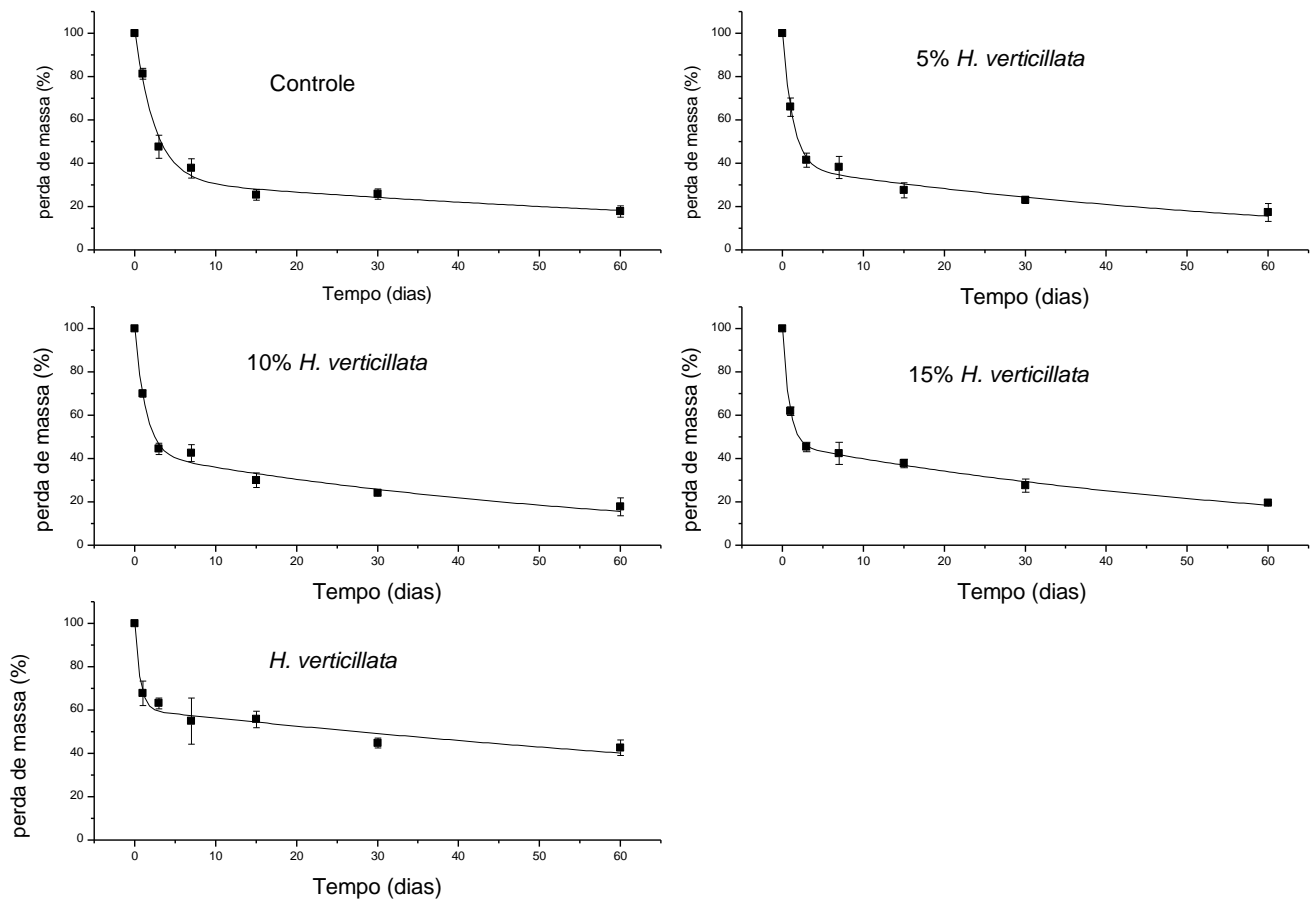 perda de massa (%)
100
80
60
40
20
0
Controle
0 10 20 30 40 50 60
Tempo (dias)
perda de massa (%)
100
80
60
40
20
0
5% H. verticillata
0 10 20 30 40 50 60
Tempo (dias)
perda de massa (%)
100
80
60
40
20
0
10% H. verticillata
0 10 20 30 40 50 60
Tempo (dias)
perda de massa (%)
100
80
60
40
20
0
15% H. verticillata
0 10 20 30 40 50 60
Tempo (dias)
perda de massa (%)
100
80
60
40
20
0
H. verticillata
0 10 20 30 40 50 60
Tempo (dias)